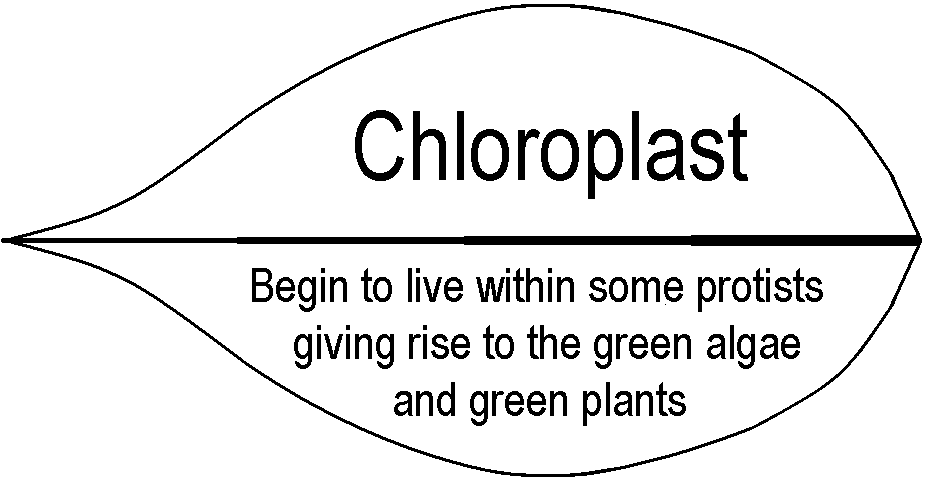 Chloroplast
Begin to live within some protists
giving rise to the green algae
and green plants